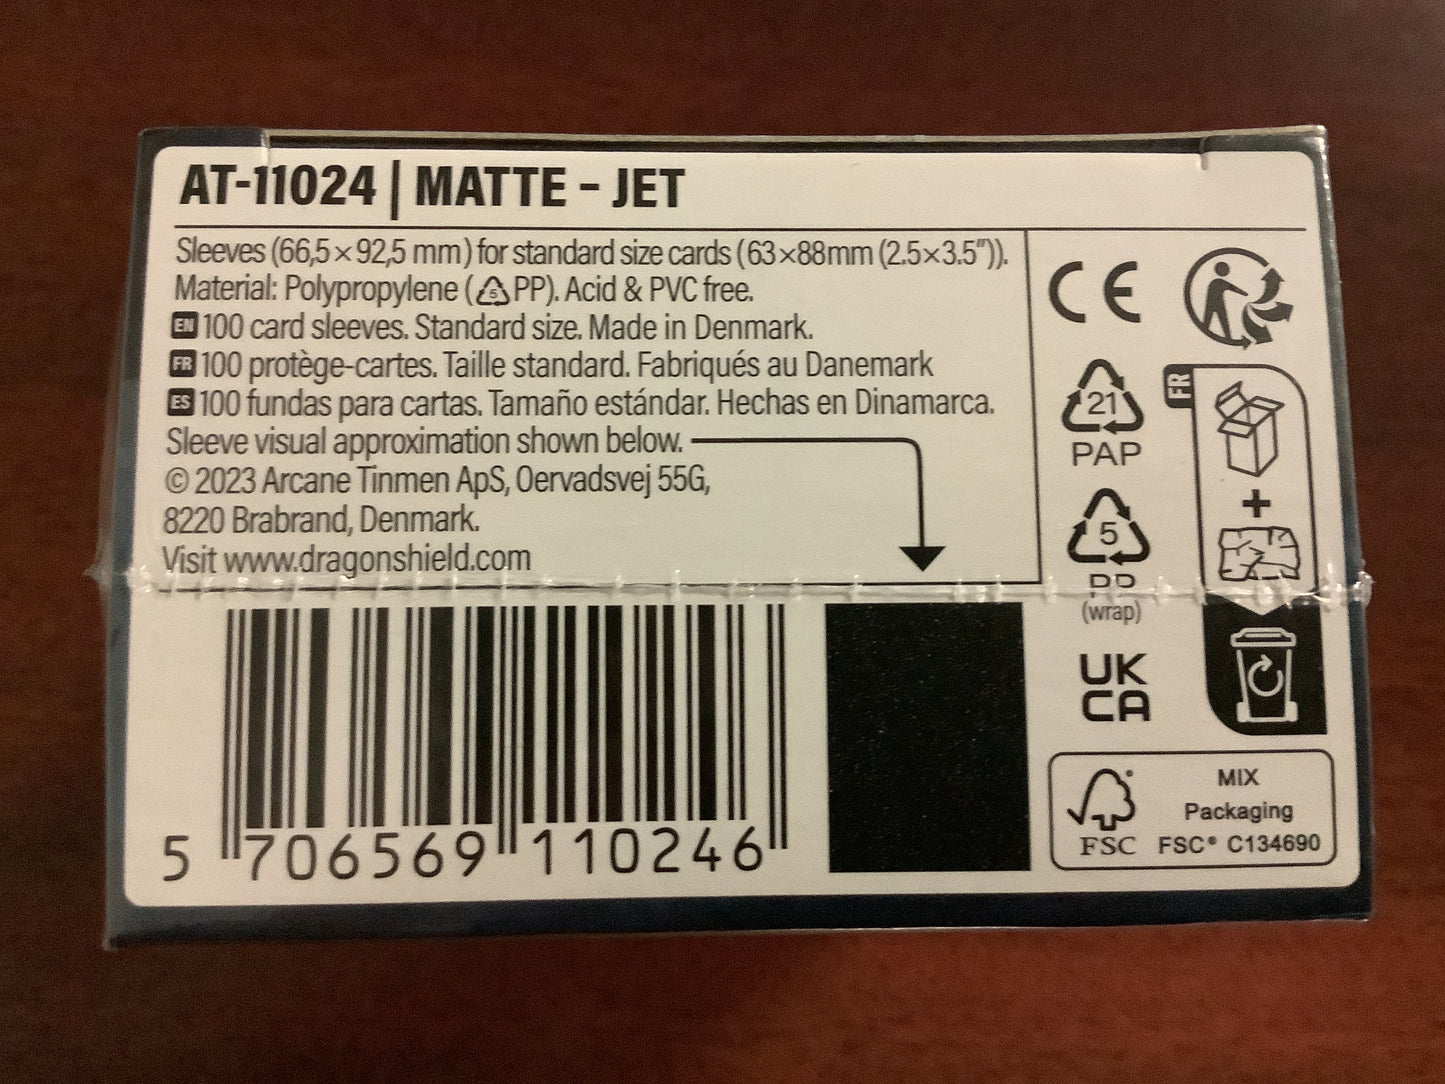 AT-11024 | MATTE - JET
Sleeves (66,5×92,5 mm) for standard size cards (63×88mm (2.5×3.5")).
Material: Polypropylene (5 PP). Acid & PVC free.
EN 100 card sleeves. Standard size. Made in Denmark.
FR 100 protège-cartes. Taille standard. Fabriqués au Danemark
ES 100 fundas para cartas. Tamaño estándar. Hechas en Dinamarca.
Sleeve visual approximation shown below.
© 2023 Arcane Tinmen ApS, Oervadsvej 55G,
8220 Brabrand, Denmark.
Visit www.dragonshield.com
5 706569 110246
CE
21
PAP
5
PP
(wrap)
UK
CA
FR
FSC
MIX
Packaging
FSC® C134690